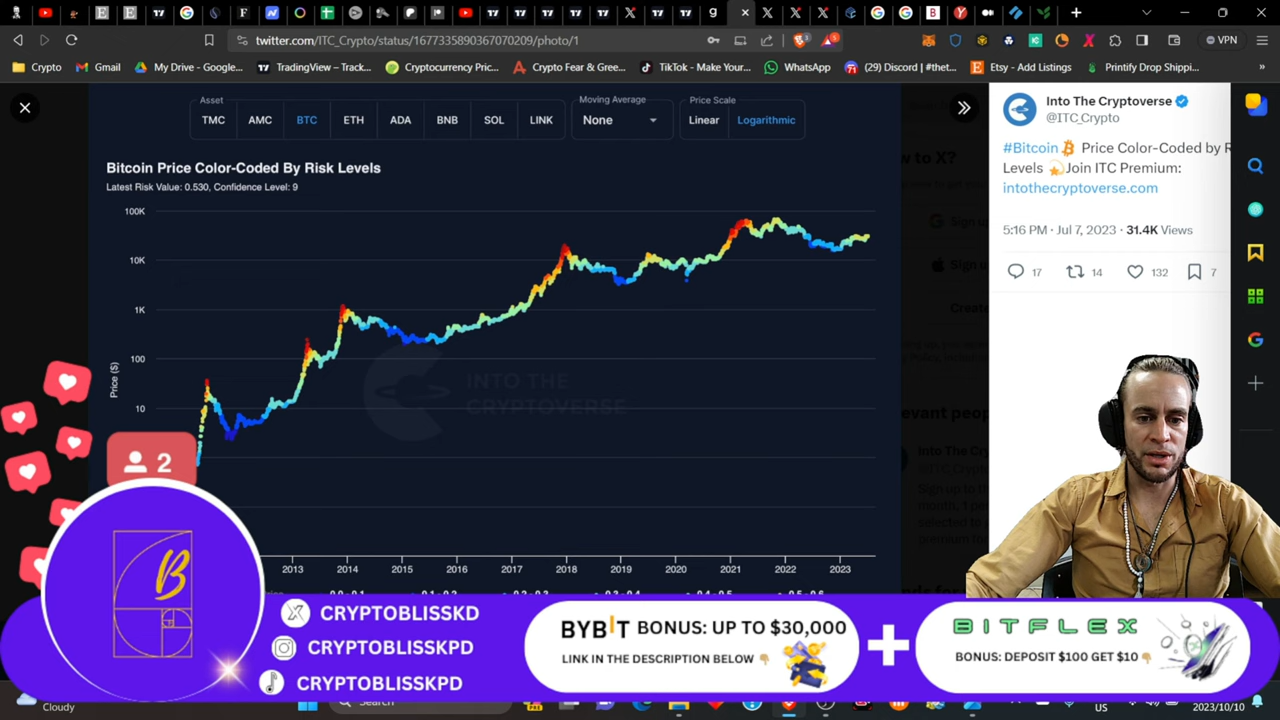 twitter.com/ITC_Crypto/status/1677335890367070209/photo/1
VPN
Crypto
Gmail
My Drive - Google...
TradingView – Track...
Cryptocurrency Pric...
Crypto Fear & Gree...
TikTok - Make Your...
WhatsApp
(29) Discord | #thet...
Etsy - Add Listings
Printify Drop Shippi...
Asset
TMC AMC BTC ETH ADA BNB SOL LINK
Moving Average
None
Price Scale
Linear Logarithmic
Bitcoin Price Color-Coded By Risk Levels
Latest Risk Value: 0.530, Confidence Level: 9
100K
10K
1K
100
10
Price ($)
INTO THE
CRYPTOVERSE
2013 2014 2015 2016 2017 2018 2019 2020 2021 2022 2023
Into The Cryptoverse
@ITC_Crypto
#Bitcoin Price Color-Coded by R
Levels Join ITC Premium:
intothecryptoverse.com
5:16 PM · Jul 7, 2023 · 31.4K Views
17 14 132 7
2
B
CRYPTOBLISSKD
CRYPTOBLISSKPD
CRYPTOBLISSKPD
BYBIT BONUS: UP TO $30,000
LINK IN THE DESCRIPTION BELOW
+
BITFLEX
BONUS: DEPOSIT $100 GET $10
Cloudy
Search
US
2023/10/10